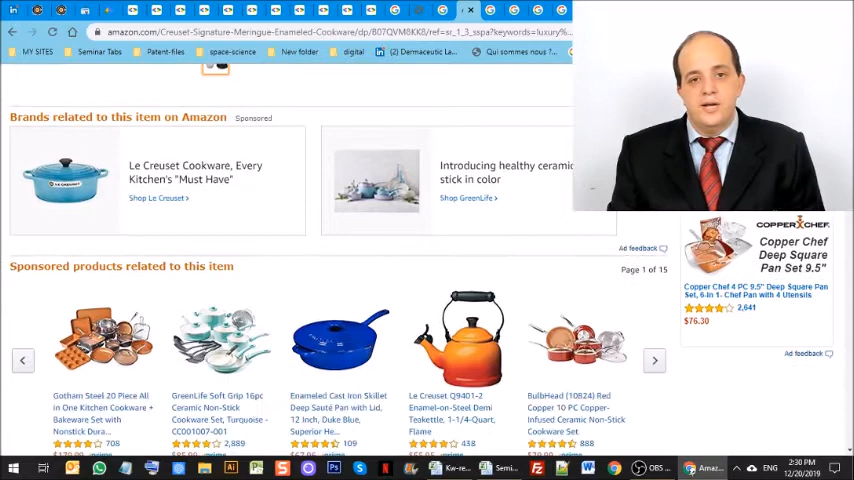 amazon.com/Creuset-Signature-Meringue-Enameled-Cookware/dp/B07QVM8KK8/ref=sr_1_3_sspa?keywords=luxury%...
MY SITES
Seminar Tabs
Patent-files
space-science
New folder
digital
(2) Dermaceutic La...
Qui sommes nous ?...
Brands related to this item on Amazon Sponsored
Le Creuset Cookware, Every
Kitchen's "Must Have"
Shop Le Creuset
LE CREUSET
Introducing healthy ceramic
stick in color
Shop GreenLife
Ad feedback
Sponsored products related to this item
Page 1 of 15
Gotham Steel 20 Piece All
in One Kitchen Cookware +
Bakeware Set with
Nonstick Dura...
708
GreenLife Soft Grip 16pc
Ceramic Non-Stick
Cookware Set, Turquoise -
CC001007-001
2,889
Enameled Cast Iron Skillet
Deep Sauté Pan with Lid,
12 Inch, Duke Blue,
Superior He...
109
Le Creuset Q9401-2
Enamel-on-Steel Demi
Teakettle, 1-1/4-Quart,
Flame
438
BulbHead (10824) Red
Copper 10 PC Copper-
Infused Ceramic Non-Stick
Cookware Set
888
COPPER CHEF
Copper Chef
Deep Square
Pan Set 9.5"
Copper Chef 4 PC 9.5" Deep Square Pan
Set, 6-In 1- Chef Pan with 4 Utensils
2,641
$76.30
Ad feedback
Kw-re...
Semi...
OBS ...
Amaz...
ENG
2:30 PM
12/20/2019